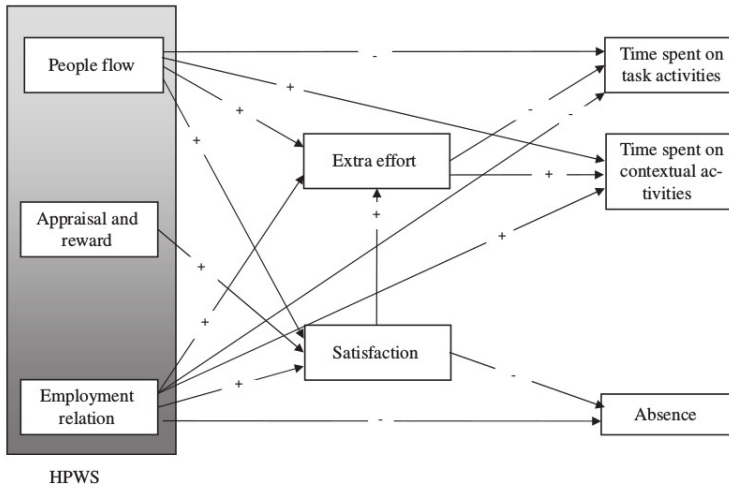 People flow
Time spent on
task activities
-
+
+
-
+
-
Extra effort
Time spent on
contextual ac-
tivities
+
Appraisal and
reward
+
+
+
+
Satisfaction
+
-
Employment
relation
-
Absence
HPWS